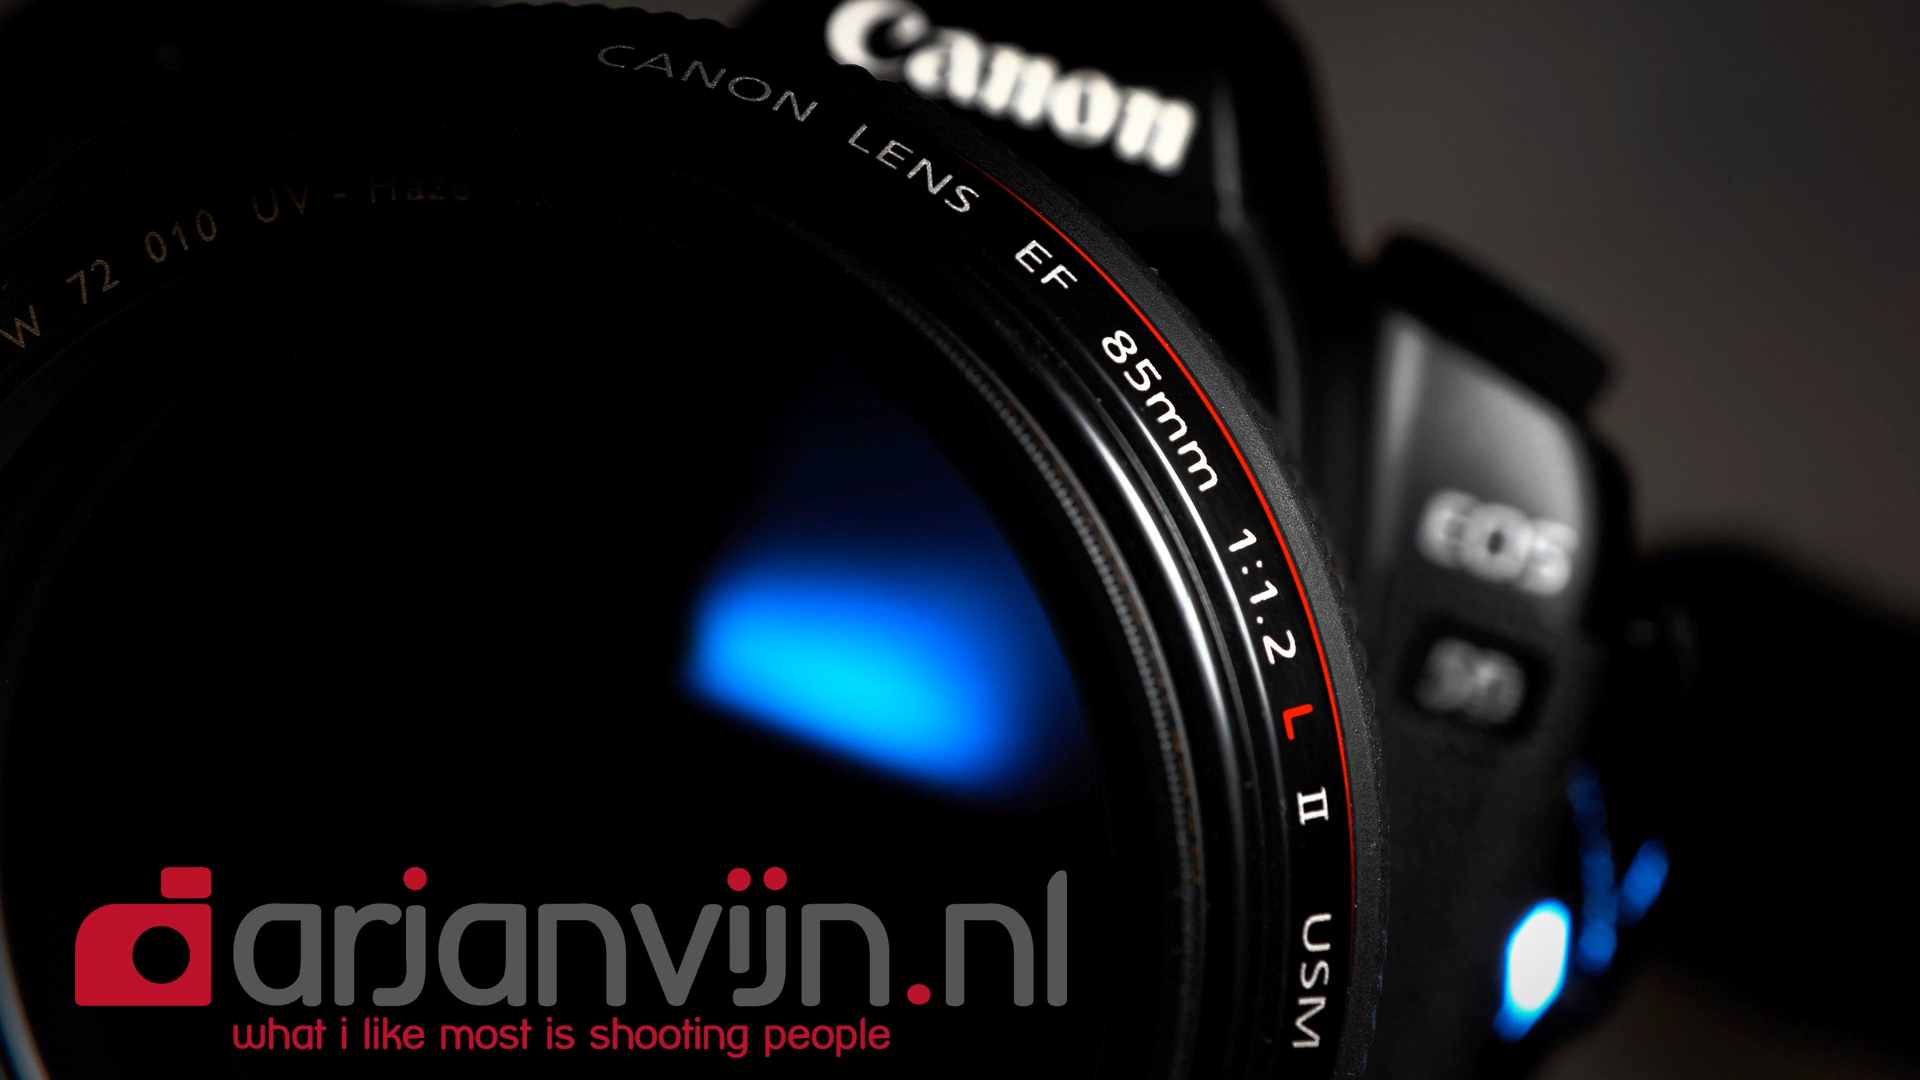 Canon
CANON LENS EF 85mm 1:1.2 L II USM
W 72 010 UV - Haze
EOS
5D
arjanvijn.nl
what i like most is shooting people